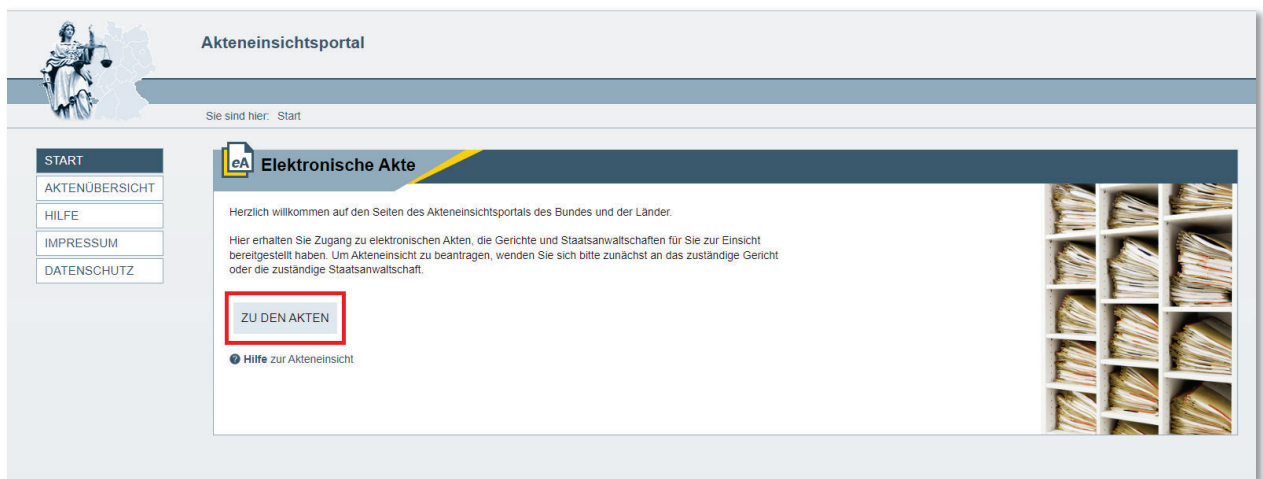 Akteneinsichtsportal
Sie sind hier: Start
START
AKTENÜBERSICHT
HILFE
IMPRESSUM
DATENSCHUTZ
eA Elektronische Akte
Herzlich willkommen auf den Seiten des Akteneinsichtsportals des Bundes und der Länder.
Hier erhalten Sie Zugang zu elektronischen Akten, die Gerichte und Staatsanwaltschaften für Sie zur Einsicht
bereitgestellt haben. Um Akteneinsicht zu beantragen, wenden Sie sich bitte zunächst an das zuständige Gericht
oder die zuständige Staatsanwaltschaft.
ZU DEN AKTEN
? Hilfe zur Akteneinsicht